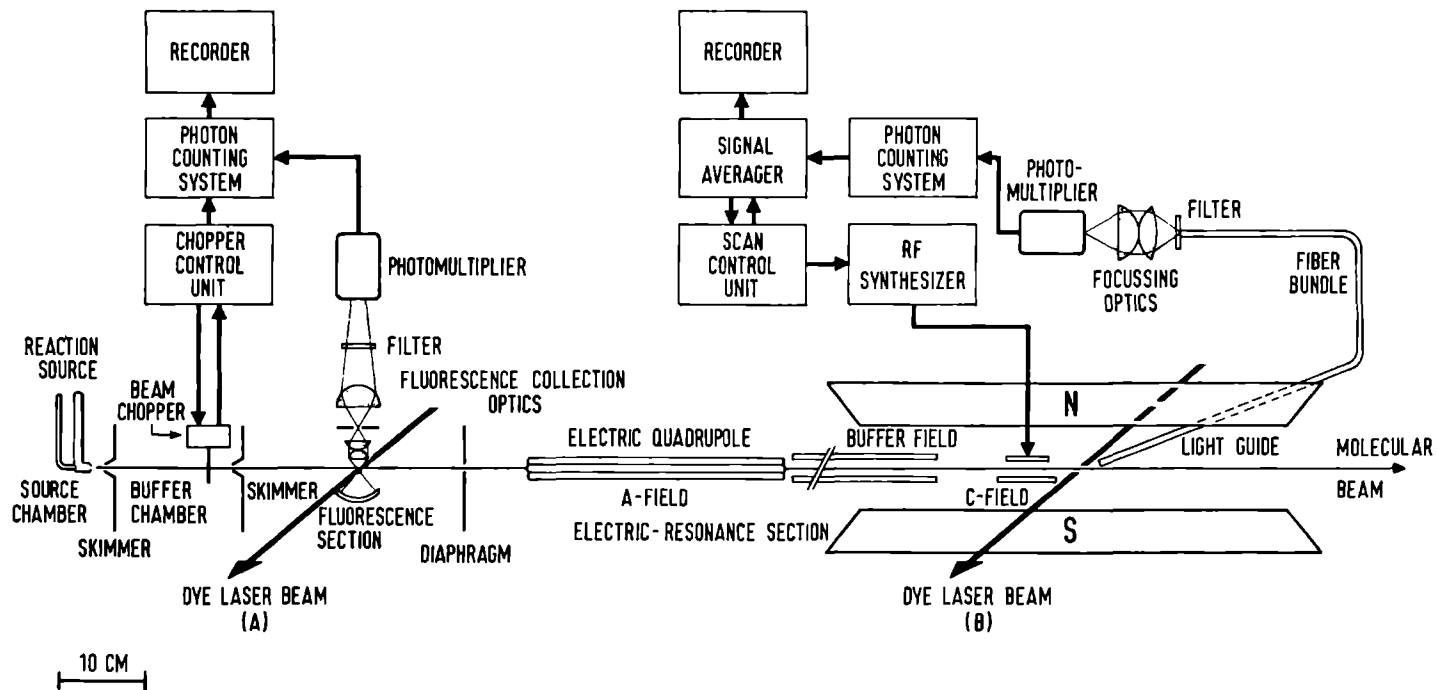 RECORDER
PHOTON
COUNTING
SYSTEM
CHOPPER
CONTROL
UNIT
PHOTOMULTIPLIER
FILTER
FLUORESCENCE COLLECTION
OPTICS
REACTION
SOURCE
BEAM
CHOPPER
SOURCE
CHAMBER
SKIMMER
BUFFER
CHAMBER
SKIMMER
FLUORESCENCE
SECTION
DIAPHRAGM
DYE LASER BEAM
(A)
10 CM
ELECTRIC QUADRUPOLE
A-FIELD
ELECTRIC-RESONANCE SECTION
BUFFER FIELD
C-FIELD
RECORDER
SIGNAL
AVERAGER
PHOTON
COUNTING
SYSTEM
SCAN
CONTROL
UNIT
RF
SYNTHESIZER
PHOTO-
MULTIPLIER
FILTER
FOCUSSING
OPTICS
FIBER
BUNDLE
N
LIGHT GUIDE
MOLECULAR
BEAM
S
DYE LASER BEAM
(B)